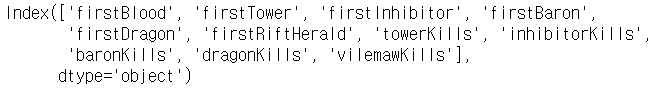 Index(['firstBlood', 'firstTower', 'firstInhibitor', 'firstBaron',
'firstDragon', 'firstRiftHerald', 'towerKills', 'inhibitorKills',
'baronKills', 'dragonKills', 'vilemawKills'],
dtype='object')